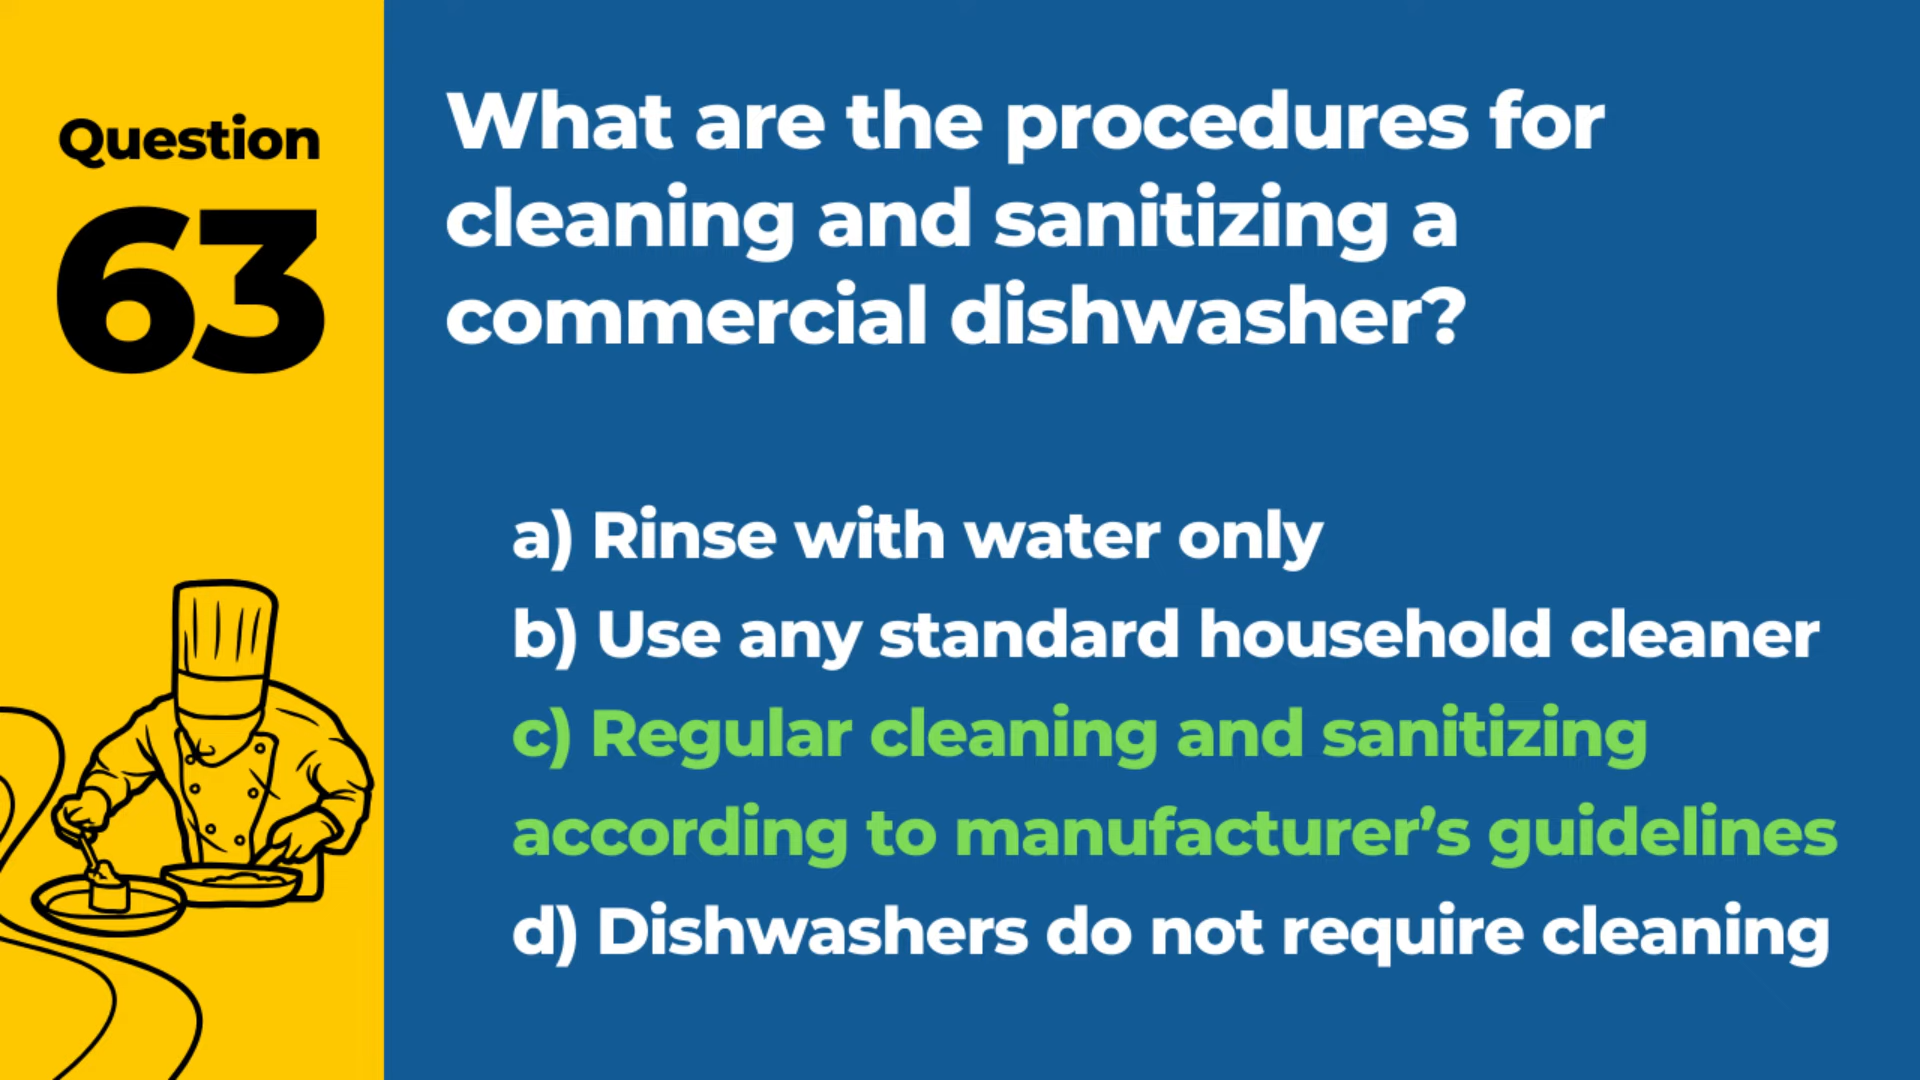 Question
63
What are the procedures for
cleaning and sanitizing a
commercial dishwasher?
a) Rinse with water only
b) Use any standard household cleaner
c) Regular cleaning and sanitizing
according to manufacturer’s guidelines
d) Dishwashers do not require cleaning